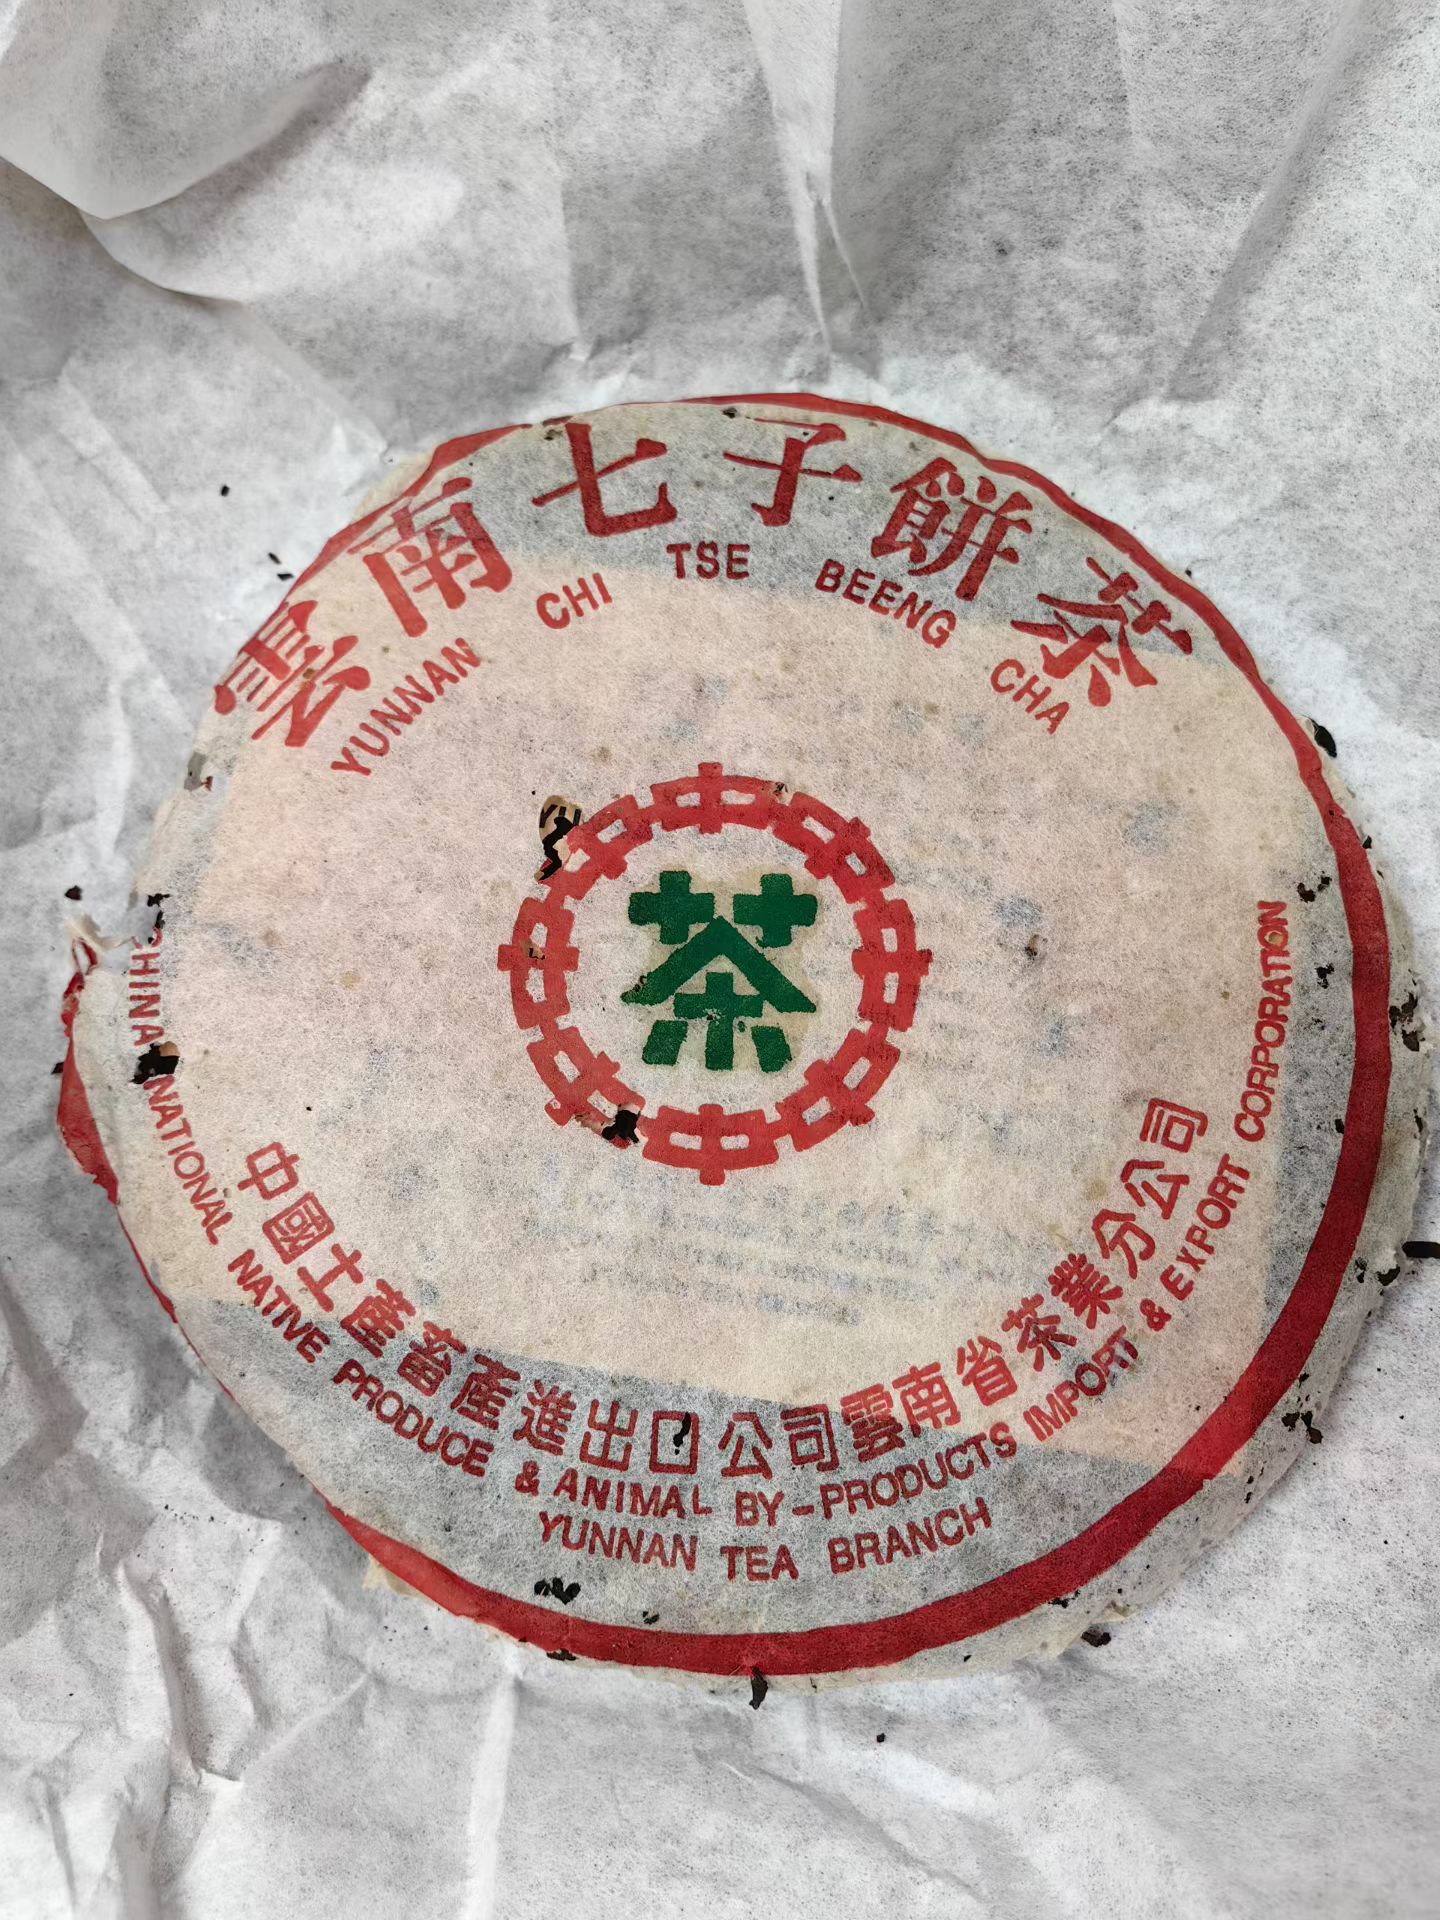 雲南七子餅茶
YUNNAN CHI TSE BEENG CHA
茶
中國土產畜產進出口公司雲南省茶業分公司
CHINA NATIONAL NATIVE PRODUCE & ANIMAL BY-PRODUCTS IMPORT & EXPORT CORPORATION
YUNNAN TEA BRANCH